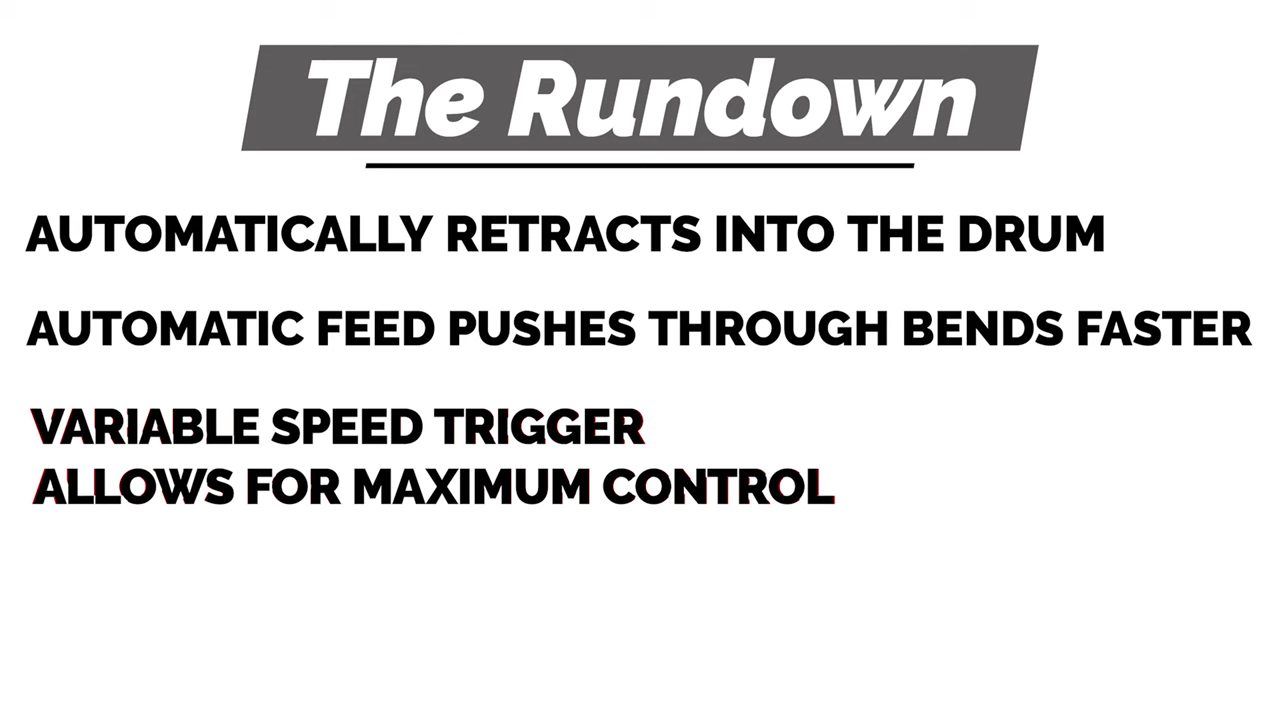 The Rundown
AUTOMATICALLY RETRACTS INTO THE DRUM
AUTOMATIC FEED PUSHES THROUGH BENDS FASTER
VARIABLE SPEED TRIGGER
ALLOWS FOR MAXIMUM CONTROL